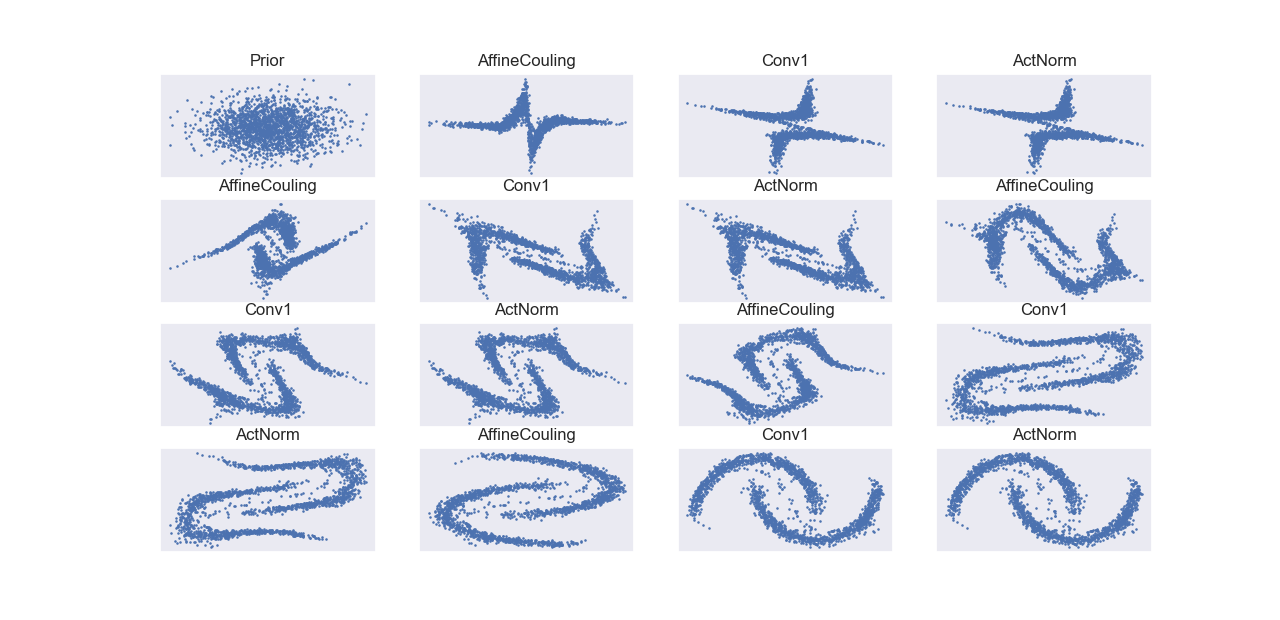 Prior AffineCouling Conv1 ActNorm
AffineCouling Conv1 ActNorm AffineCouling
Conv1 ActNorm AffineCouling Conv1
ActNorm AffineCouling Conv1 ActNorm